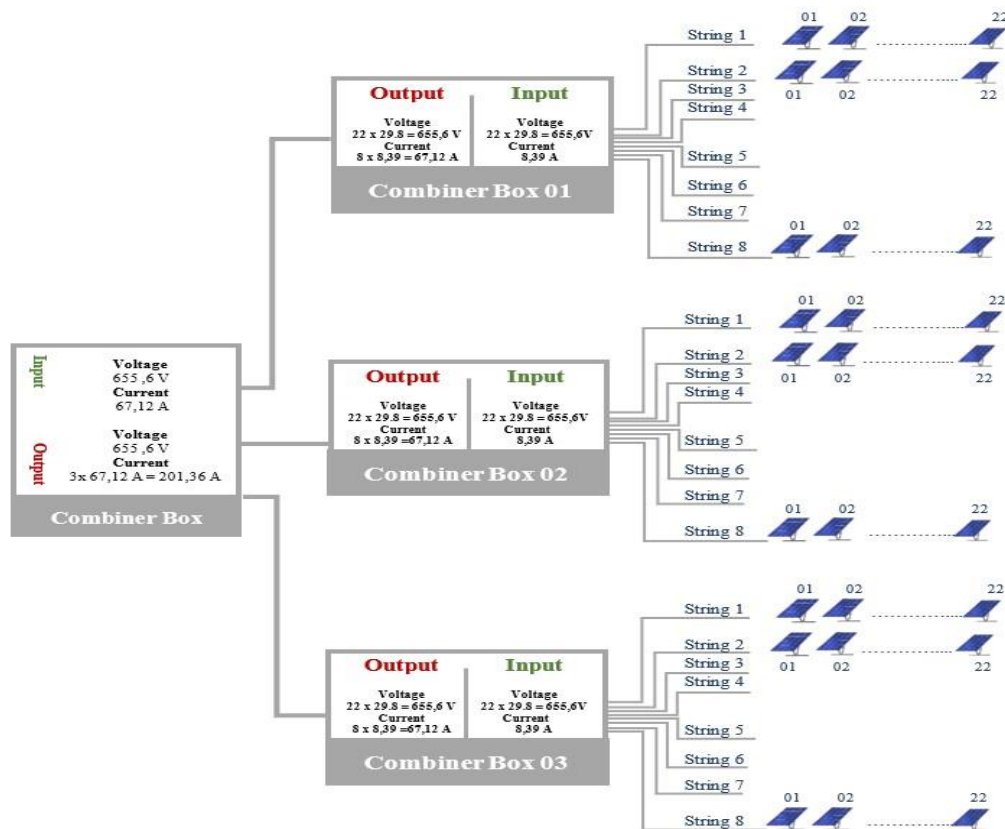 01 02 22
String 1
String 2
01 02 22
String 3
String 4
String 5
String 6
String 7
01 02 22
String 8
Output Input
Voltage Voltage
22 x 29.8 = 655,6 V 22 x 29.8 = 655,6V
Current Current
8 x 8,39 = 67,12 A 8,39 A
Combiner Box 01
01 02 22
String 1
String 2
01 02 22
String 3
String 4
String 5
String 6
String 7
01 02 22
String 8
Output Input
Voltage Voltage
22 x 29.8 = 655,6 V 22 x 29.8 = 655,6V
Current Current
8 x 8,39 =67,12 A 8,39 A
Combiner Box 02
Input
Voltage
655 ,6 V
Current
67,12 A
Output
Voltage
655 ,6 V
Current
3x 67,12 A = 201,36 A
Combiner Box
01 02 22
String 1
String 2
01 02 22
String 3
String 4
String 5
String 6
String 7
01 02 22
String 8
Output Input
Voltage Voltage
22 x 29.8 = 655,6 V 22 x 29.8 = 655,6V
Current Current
8 x 8,39 =67,12 A 8,39 A
Combiner Box 03